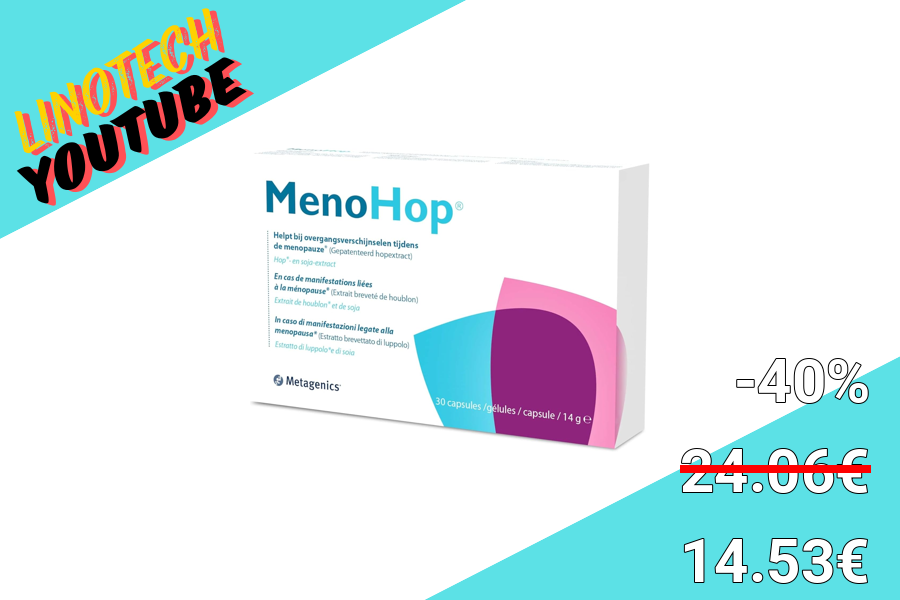 LINOTECH
YOUTUBE
MenoHop®
Helpt bij overgangsverschijnselen tijdens
de menopauze* (Gepatenteerd hopextract)
Hop*- en soja-extract
En cas de manifestations liées
à la ménopause* (Extrait breveté de houblon)
Extrait de houblon* et de soja
In caso di manifestazioni legate alla
menopausa* (Estratto brevettato di luppolo)
Estratto di luppolo*e di soia
Metagenics
30 capsules /gélules / capsule / 14 g ℮
-40%
24.06€
14.53€